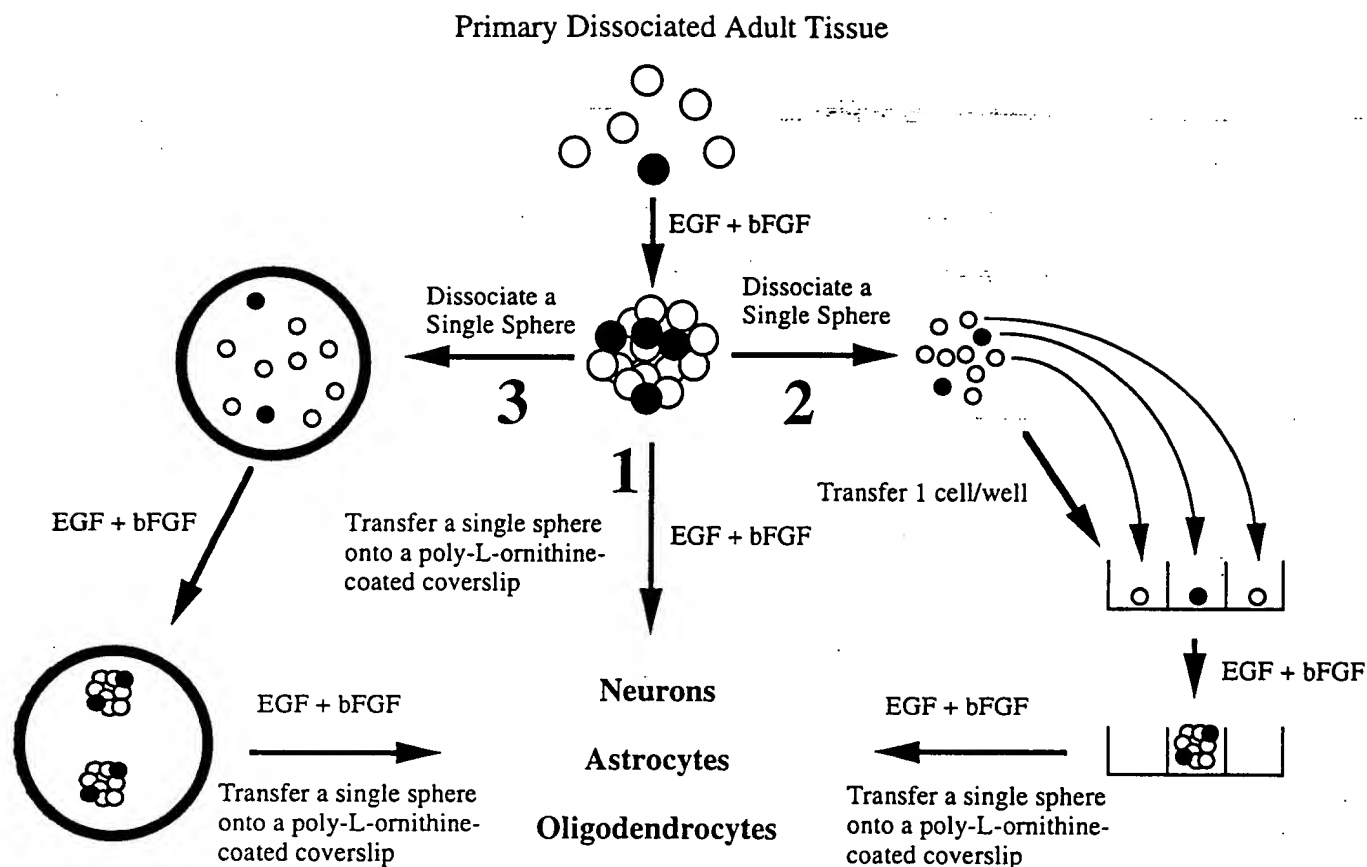 Primary Dissociated Adult Tissue
EGF + bFGF
Dissociate a
Single Sphere
3
Dissociate a
Single Sphere
2
1
EGF + bFGF
Transfer a single sphere
onto a poly-L-ornithine-
coated coverslip
EGF + bFGF
Transfer 1 cell/well
EGF + bFGF
EGF + bFGF
Transfer a single sphere
onto a poly-L-ornithine-
coated coverslip
Neurons
Astrocytes
Oligodendrocytes
EGF + bFGF
Transfer a single sphere
onto a poly-L-ornithine-
coated coverslip